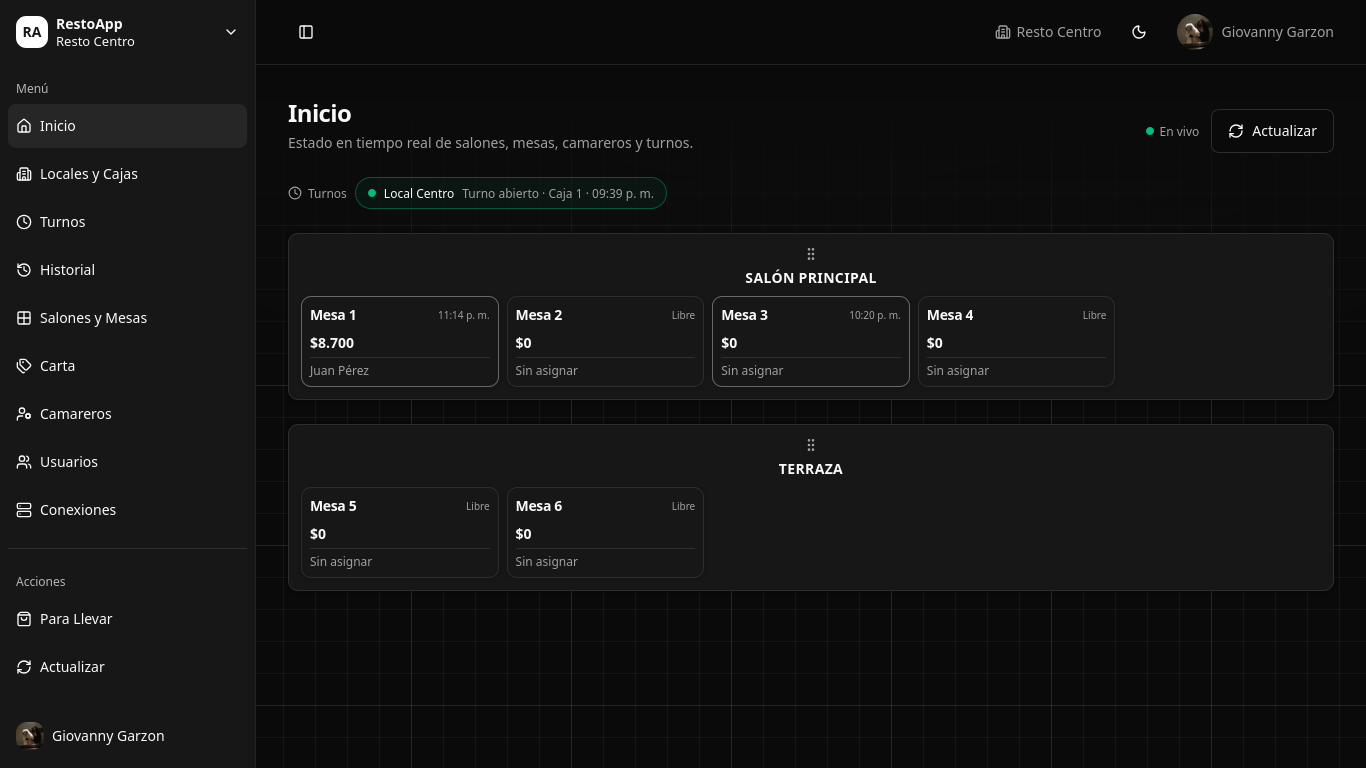 RA
RestoApp
Resto Centro
Menú
Inicio
Locales y Cajas
Turnos
Historial
Salones y Mesas
Carta
Camareros
Usuarios
Conexiones
Acciones
Para Llevar
Actualizar
Giovanny Garzon
Resto Centro
Giovanny Garzon
Inicio
Estado en tiempo real de salones, mesas, camareros y turnos.
En vivo
Actualizar
Turnos
Local Centro Turno abierto · Caja 1 · 09:39 p. m.
SALÓN PRINCIPAL
Mesa 1 11:14 p. m.
$8.700
Juan Pérez
Mesa 2 Libre
$0
Sin asignar
Mesa 3 10:20 p. m.
$0
Sin asignar
Mesa 4 Libre
$0
Sin asignar
TERRAZA
Mesa 5 Libre
$0
Sin asignar
Mesa 6 Libre
$0
Sin asignar